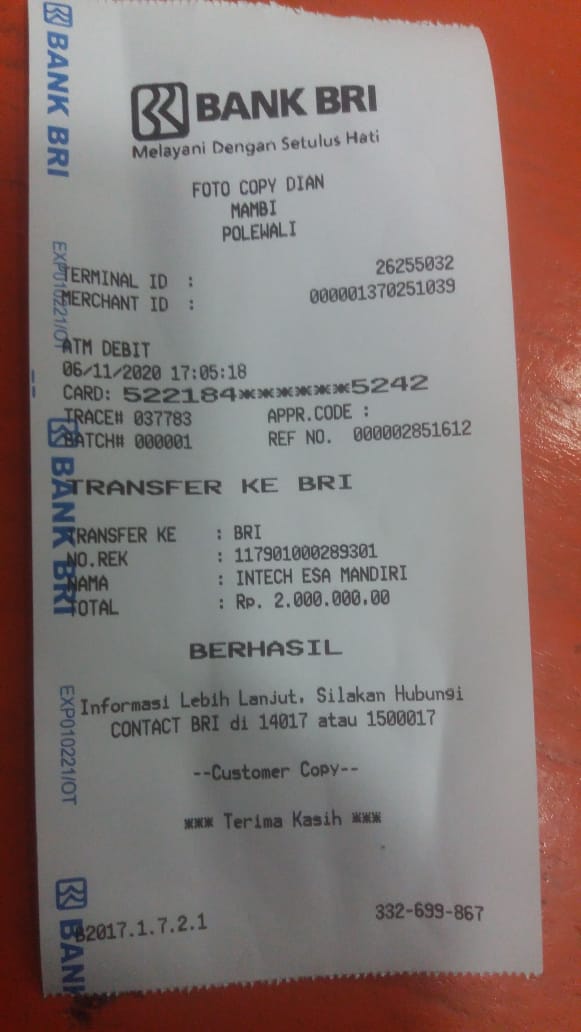 BANK BRI
Melayani Dengan Setulus Hati
FOTO COPY DIAN
MAMBI
POLEWALI
TERMINAL ID : 26255032
MERCHANT ID : 000001370251039
ATM DEBIT
06/11/2020 17:05:18
CARD: 522184******5242
TRACE# 037783 APPR.CODE :
BATCH# 000001 REF NO. 000002851612
TRANSFER KE BRI
TRANSFER KE : BRI
NO.REK : 117901000289301
NAMA : INTECH ESA MANDIRI
TOTAL : Rp. 2.000.000.00
BERHASIL
Informasi Lebih Lanjut, Silakan Hubungi
CONTACT BRI di 14017 atau 1500017
--Customer Copy--
*** Terima Kasih ***
B2017.1.7.2.1 332-699-867
BANK BRI
EXP010221/OT
BANK BRI
EXP010221/OT
BANK